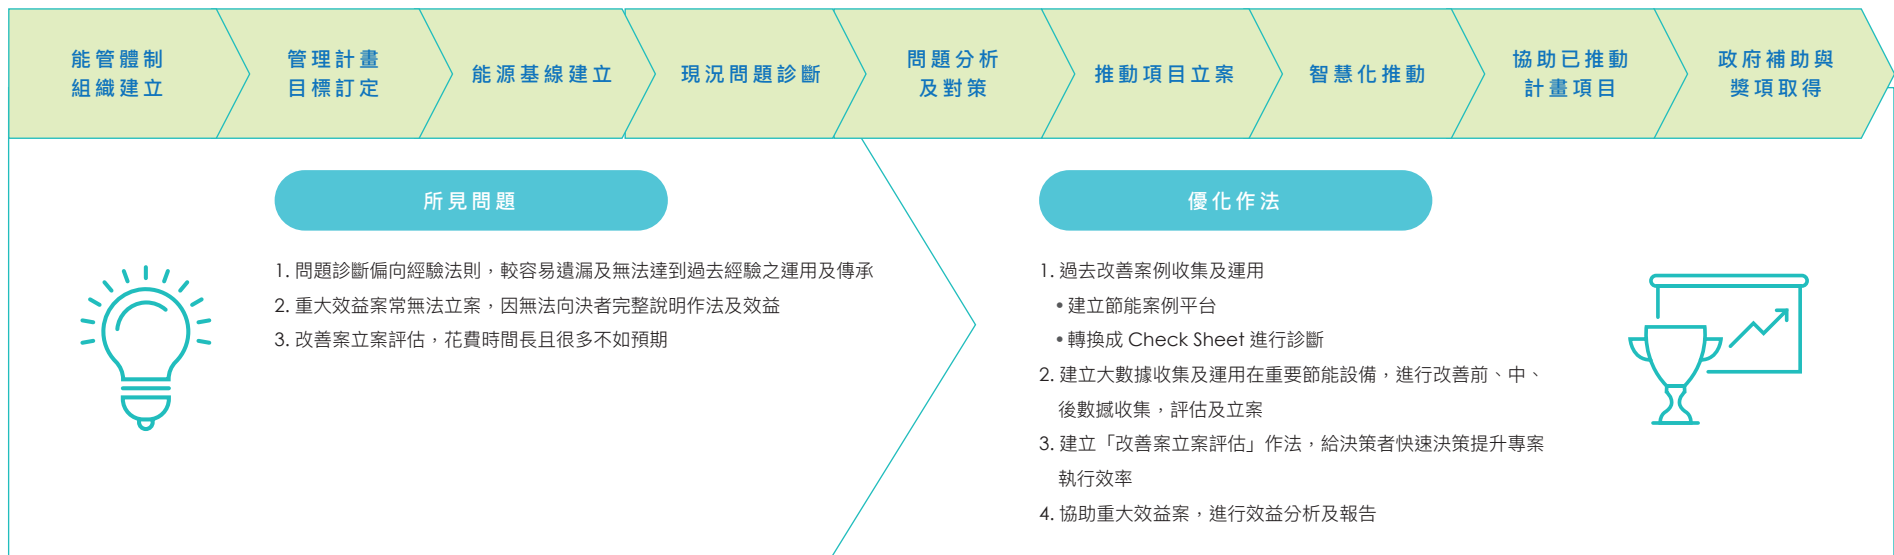 能管體制
組織建立
管理計畫
目標訂定
能源基線建立
現況問題診斷
問題分析
及對策
推動項目立案
智慧化推動
協助已推動
計畫項目
政府補助與
獎項取得
所見問題
1. 問題診斷偏向經驗法則，較容易遺漏及無法達到過去經驗之運用及傳承
2. 重大效益案常無法立案，因無法向決者完整說明作法及效益
3. 改善案立案評估，花費時間長且很多不如預期
優化作法
1. 過去改善案例收集及運用
• 建立節能案例平台
• 轉換成 Check Sheet 進行診斷
2. 建立大數據收集及運用在重要節能設備，進行改善前、中、
後數撼收集，評估及立案
3. 建立「改善案立案評估」作法，給決策者快速決策提升專案
執行效率
4. 協助重大效益案，進行效益分析及報告